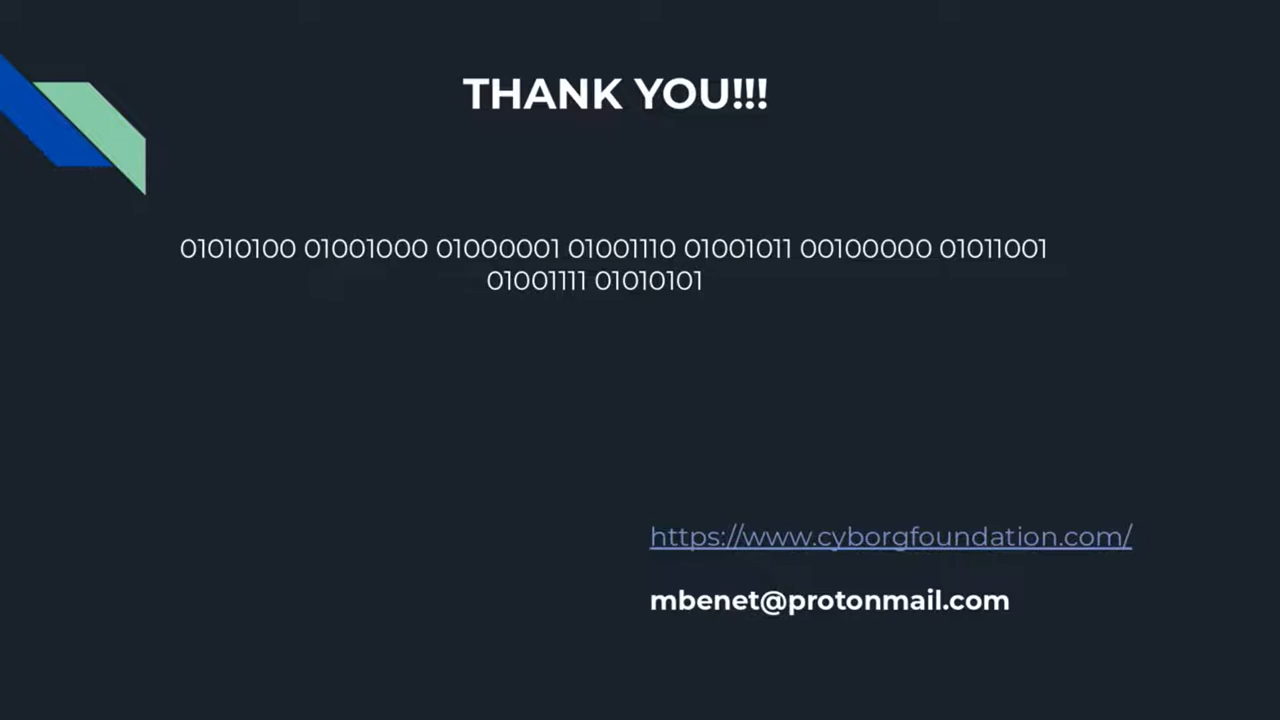 THANK YOU!!!
01010100 01001000 01000001 01001110 01001011 00100000 01011001
01001111 01010101
https://www.cyborgfoundation.com/
mbenet@protonmail.com